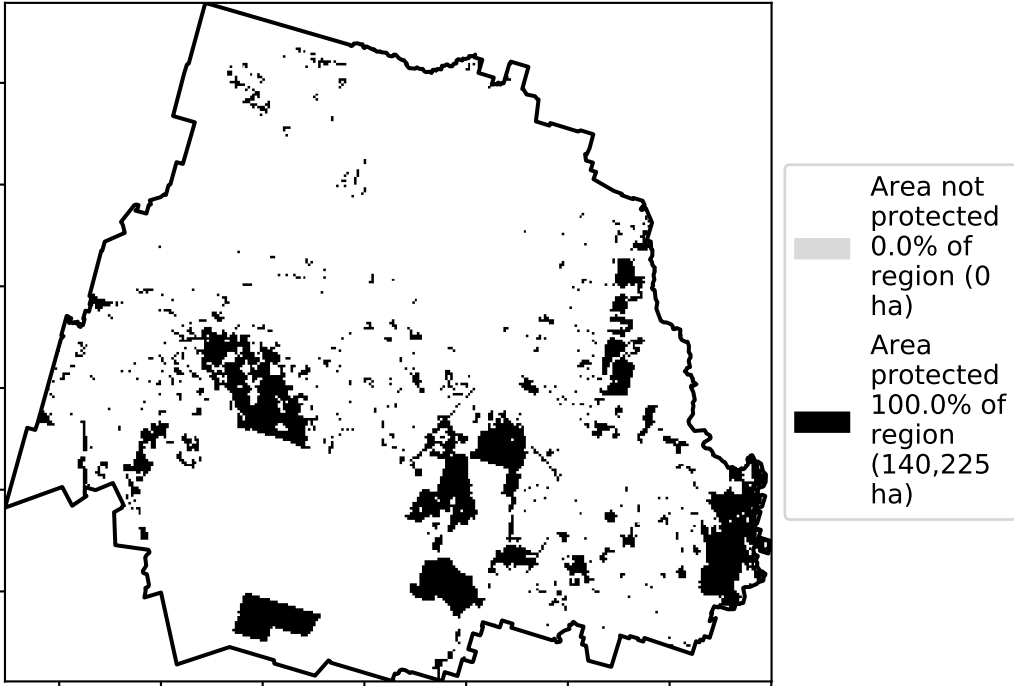 Area not
protected
0.0% of
region (0
ha)
Area
protected
100.0% of
region
(140,225
ha)